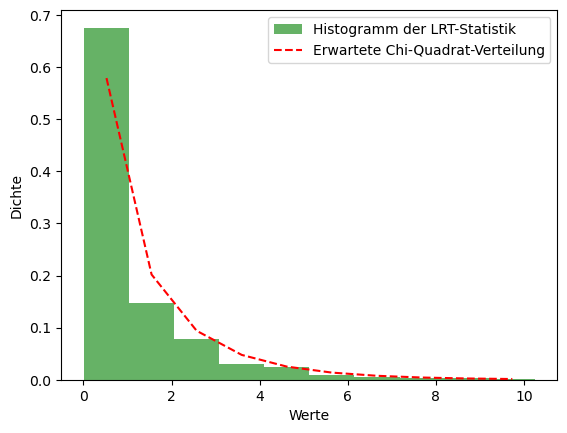 Histogramm der LRT-Statistik
Erwartete Chi-Quadrat-Verteilung
0.7
0.6
0.5
0.4
0.3
0.2
0.1
0.0
Dichte
0 2 4 6 8 10
Werte